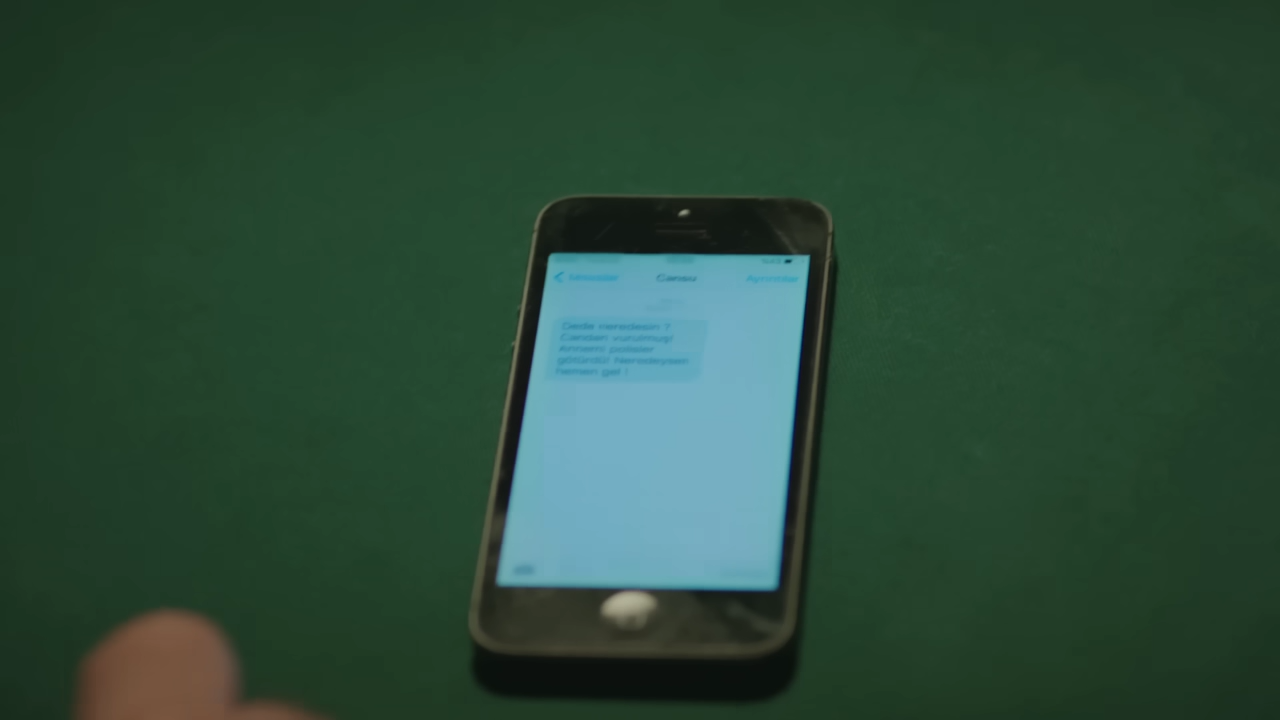 Cansu
Dede neredesin ?
Candan vurulmuş!
Annemi polisler
götürdü! Neredeysen
hemen gel !